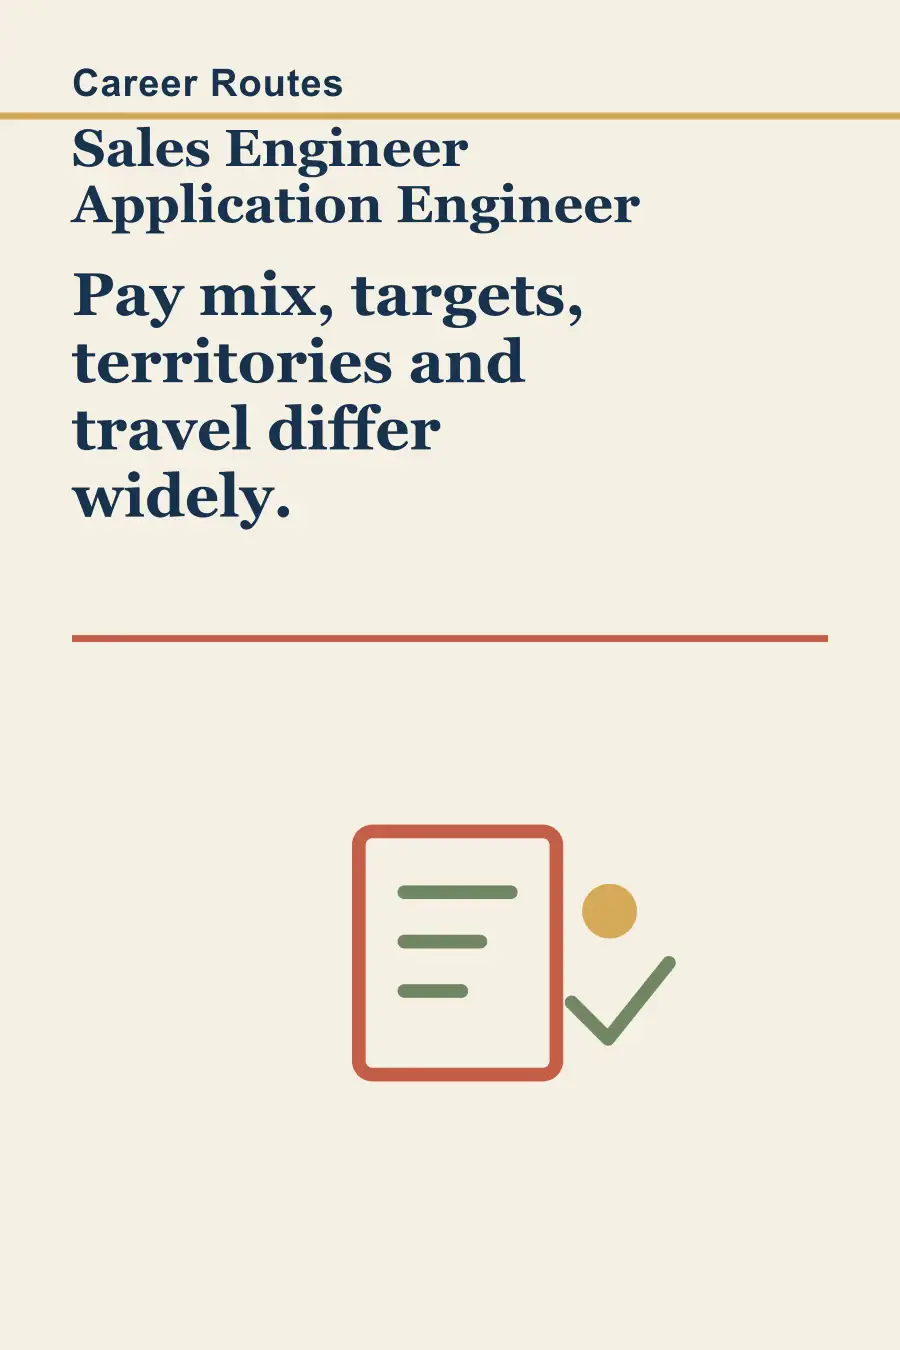 Career Routes
Sales Engineer
Application Engineer
Pay mix, targets,
territories and
travel differ
widely.